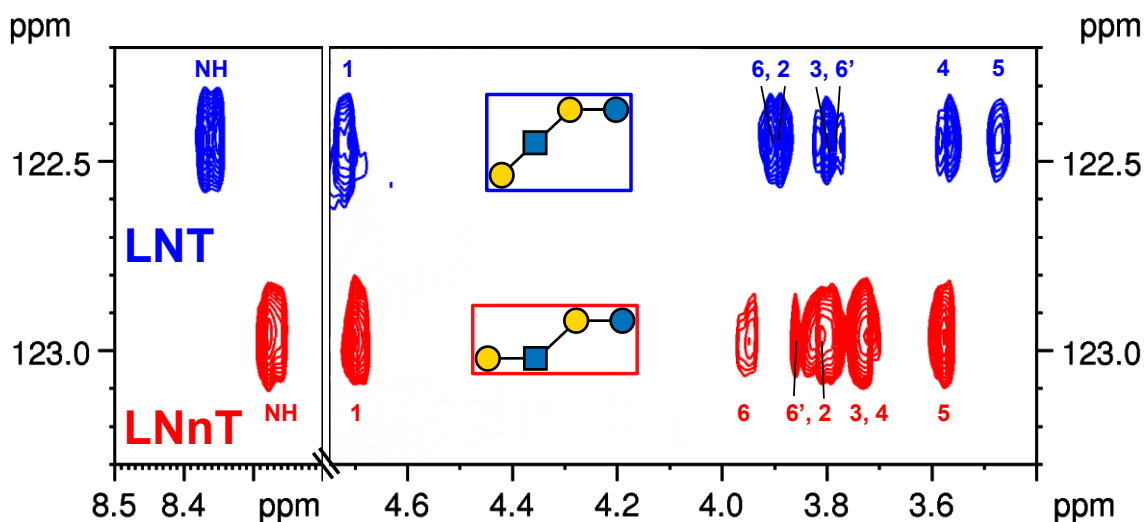 ppm ppm
NH 1 6, 2 3, 6’ 4 5
122.5 122.5
LNT
123.0 123.0
NH 1 6 6’, 2 3, 4 5
LNnT
8.5 8.4 ppm 4.6 4.4 4.2 4.0 3.8 3.6 ppm